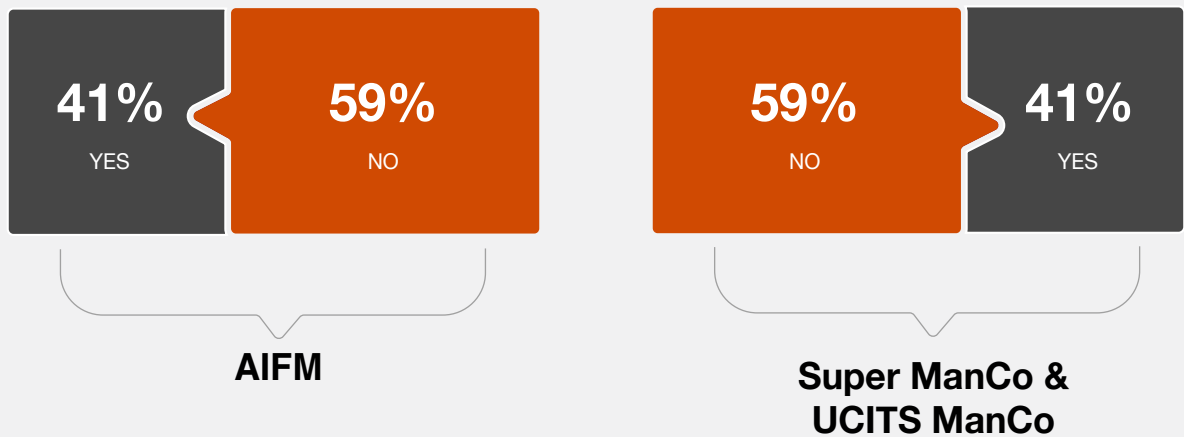 41%
YES
59%
NO
AIFM
59%
NO
41%
YES
Super ManCo &
UCITS ManCo